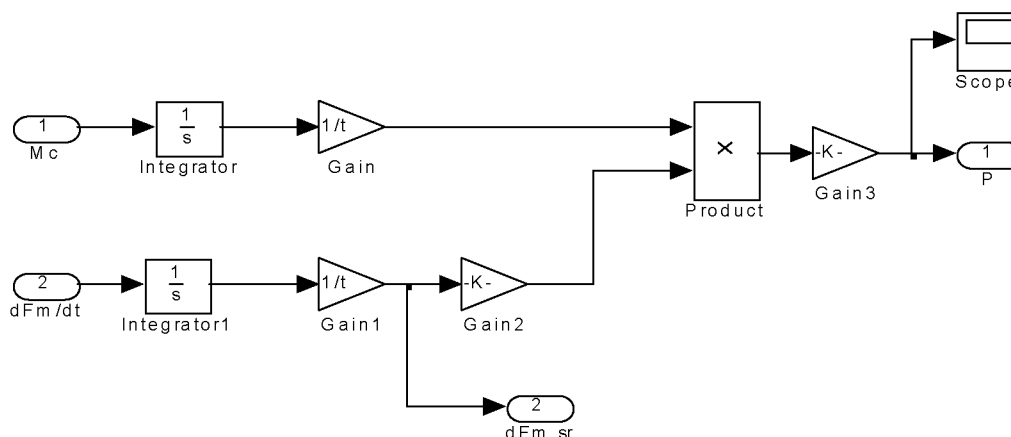 Scope
1
Mc
1
s
Integrator
1/t
Gain
X
Product
-K-
Gain3
1
P
2
dFm/dt
1
s
Integrator1
1/t
Gain1
-K-
Gain2
2
dFm_sr